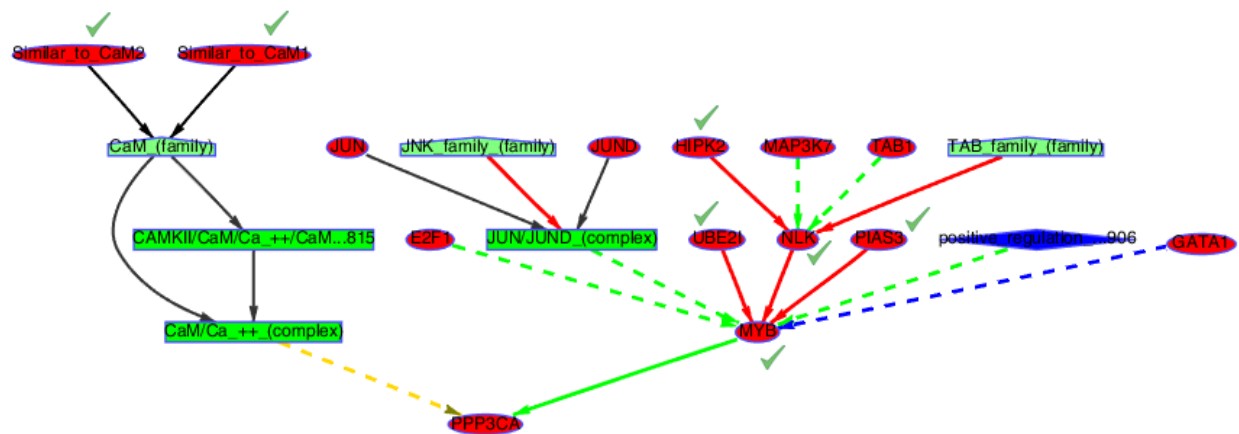 Similar_to_CaM2
Similar_to_CaM1
CaM_(family)
JUN
JNK_family_(family)
JUND
HIPK2
MAP3K7
TAB1
TAB_family_(family)
CAMKII/CaM/Ca_++/CaM...815
E2F1
JUN/JUND_(complex)
UBE2I
NLK
PIAS3
positive_regulation_...906
GATA1
CaM/Ca_++_(complex)
MYB
PPP3CA